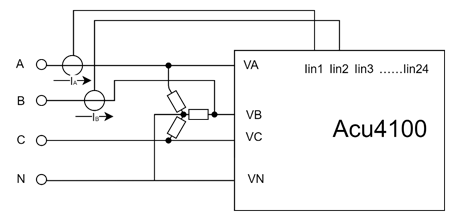 A
VA
Iin1 Iin2 Iin3 ......Iin24
IA
B
VB
IB
Acu4100
C
VC
N
VN